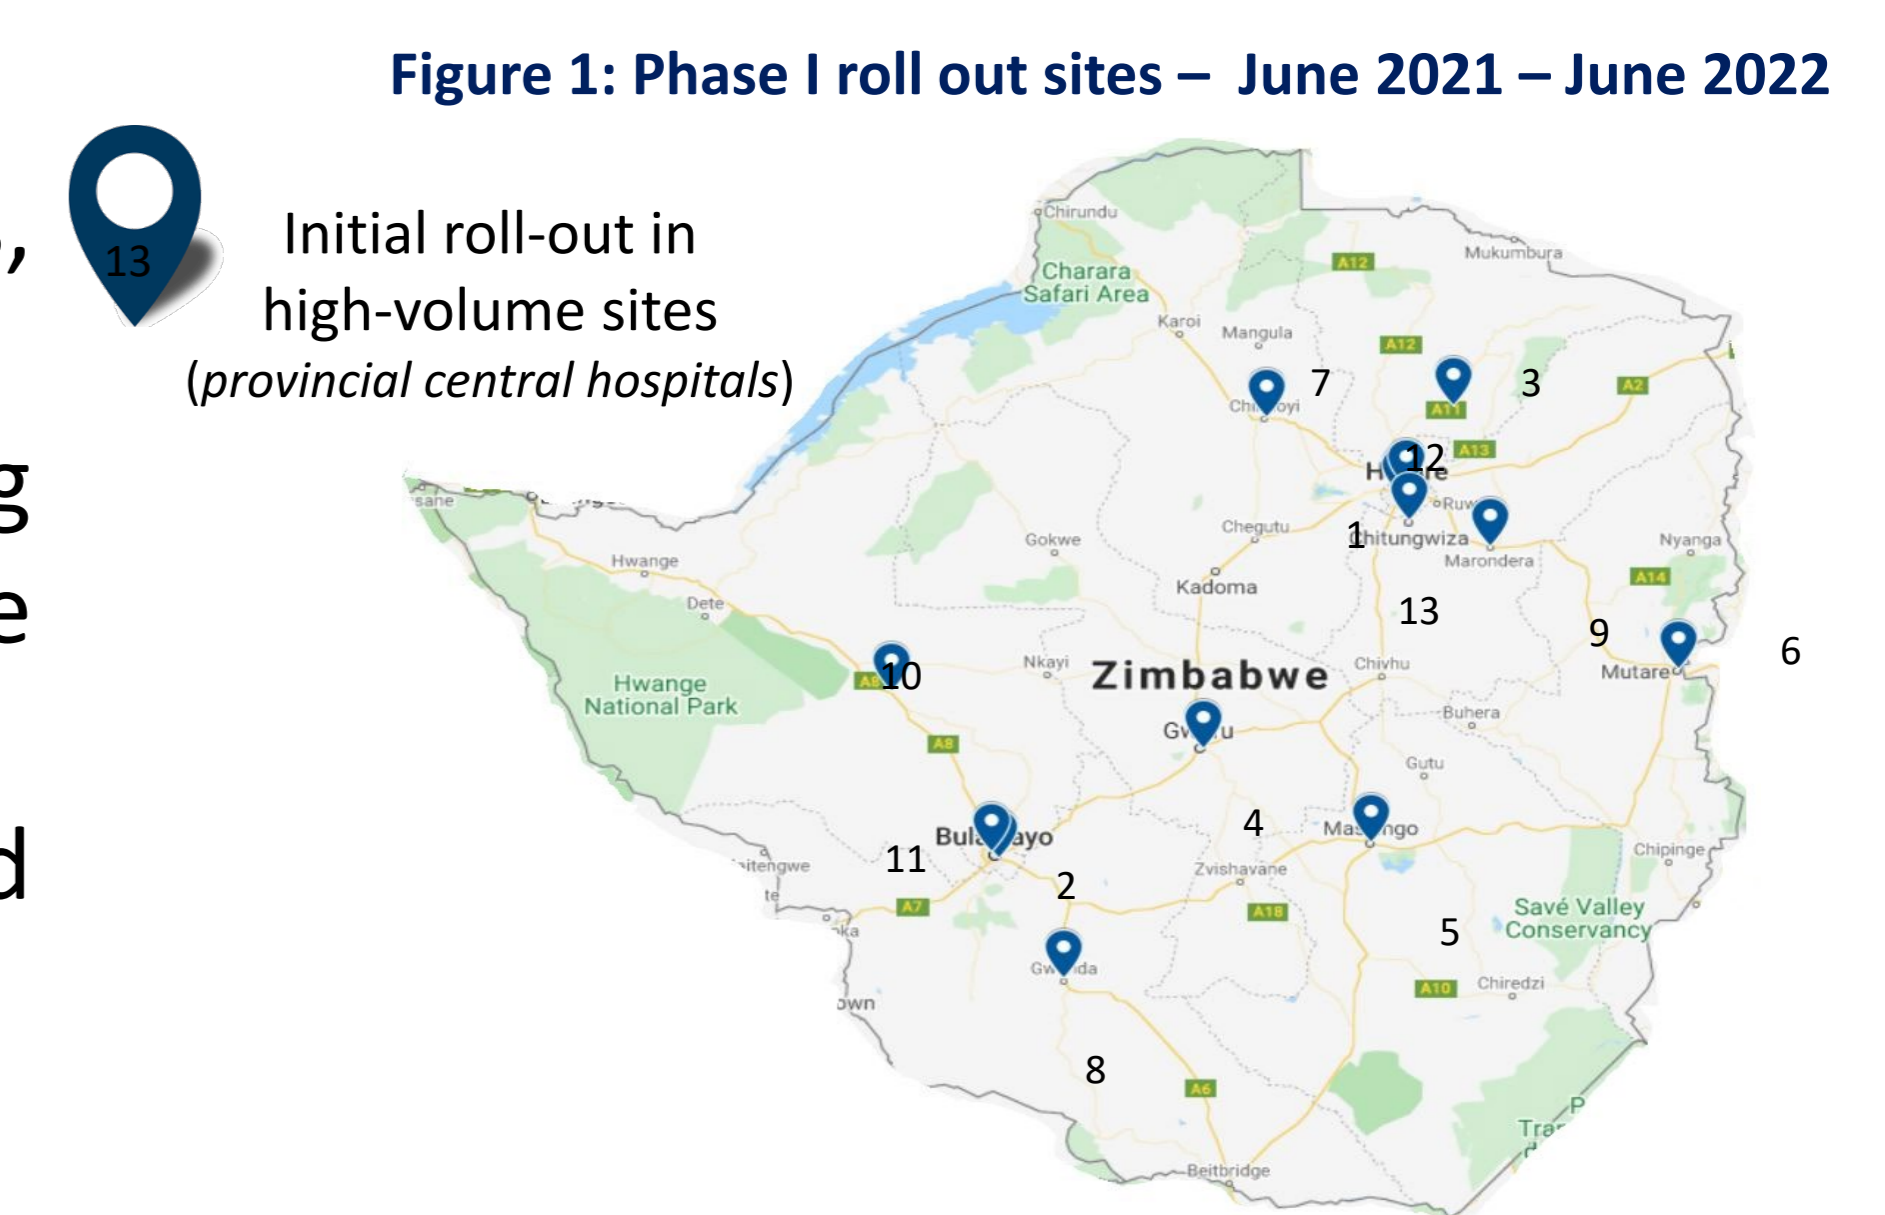 Figure 1: Phase I roll out sites – June 2021 – June 2022
13
Initial roll-out in
high-volume sites
(provincial central hospitals)
g
e
d
Chirundu
Mukumbura
A12
Charara
Safari Area
Karoi
Mangula
A12
7
3
A2
A11
12
A13
sane
Chegutu
1
Chitungwiza
Gokwe
Nyanga
Marondera
Hwange
A14
Kadoma
Dete
13
9
6
Nkayi
Zimbabwe
Chivhu
Mutare
10
Hwange
National Park
Buhera
A8
Gutu
4
11
Zvishavane
Chipinge
2
A7
A18
Savé Valley
Conservancy
5
A10
Chiredzi
8
A6
P
Beitbridge